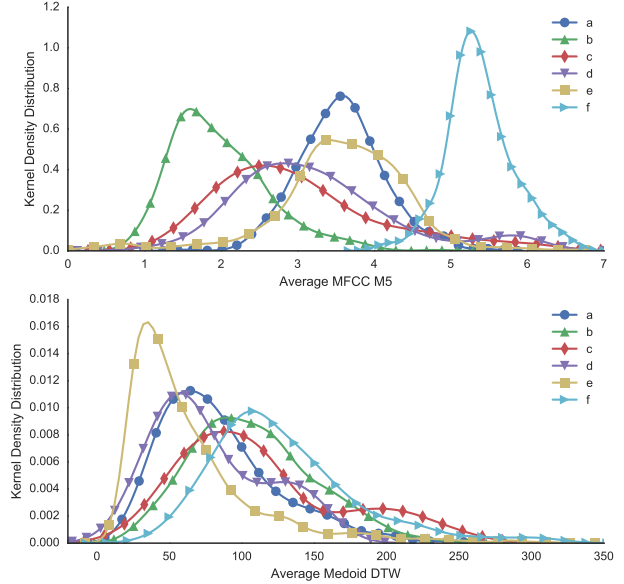 1.2
1.0
0.8
0.6
0.4
0.2
0.0
Kernel Density Distribution
a
b
c
d
e
f
0 1 2 3 4 5 6 7
Average MFCC M5
0.018
0.016
0.014
0.012
0.010
0.008
0.006
0.004
0.002
0.000
Kernel Density Distribution
a
b
c
d
e
f
0 50 100 150 200 250 300 350
Average Medoid DTW